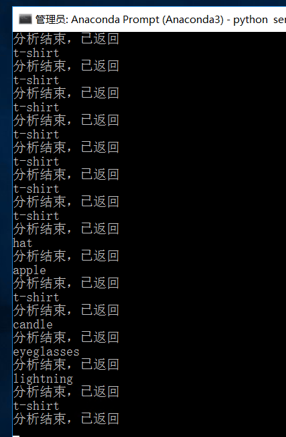 管理员: Anaconda Prompt (Anaconda3) - python ser
分析结束，已返回
t-shirt
分析结束，已返回
t-shirt
分析结束，已返回
t-shirt
分析结束，已返回
t-shirt
分析结束，已返回
t-shirt
分析结束，已返回
t-shirt
分析结束，已返回
t-shirt
分析结束，已返回
hat
分析结束，已返回
apple
分析结束，已返回
t-shirt
分析结束，已返回
candle
分析结束，已返回
eyeglasses
分析结束，已返回
lightning
分析结束，已返回
t-shirt
分析结束，已返回